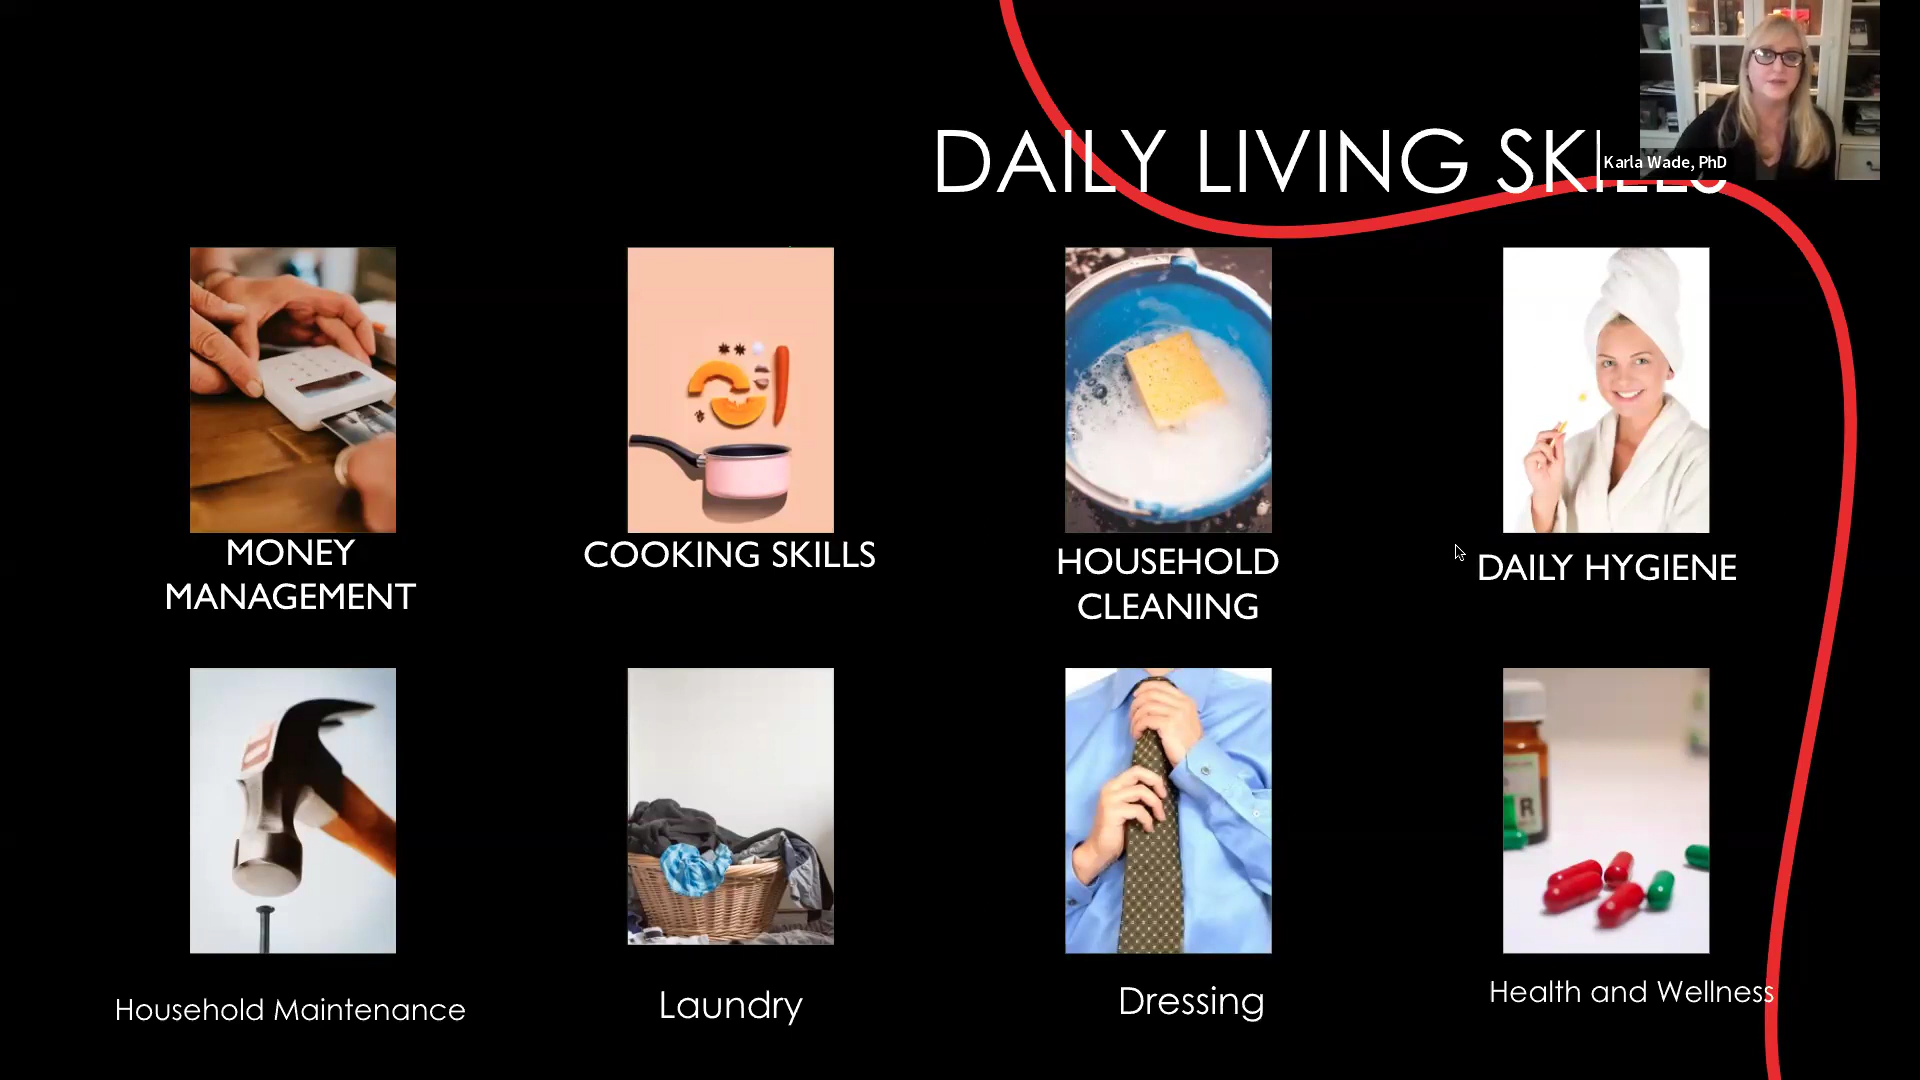 DAILY LIVING SKILLS
Karla Wade, PhD
MONEY
MANAGEMENT
COOKING SKILLS
HOUSEHOLD
CLEANING
DAILY HYGIENE
R
Household Maintenance
Laundry
Dressing
Health and Wellness